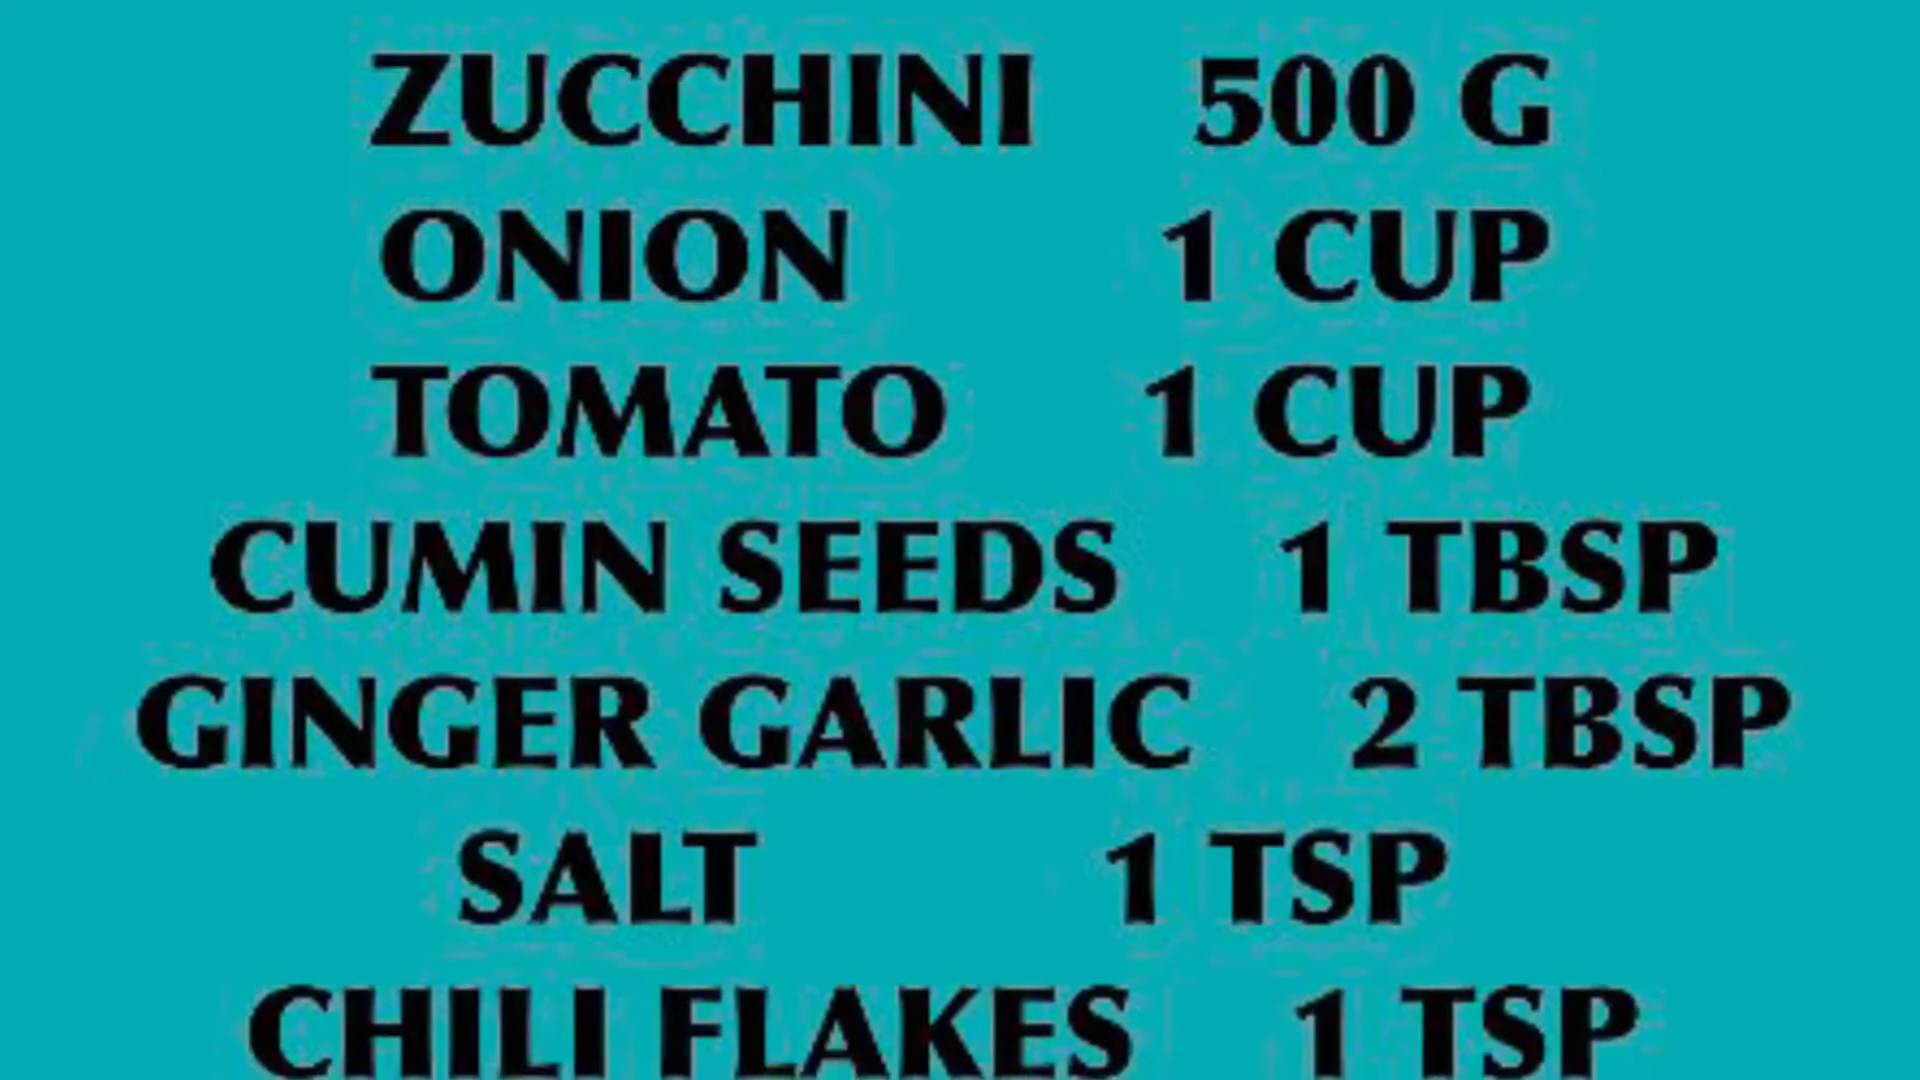 ZUCCHINI 500 G
ONION 1 CUP
TOMATO 1 CUP
CUMIN SEEDS 1 TBSP
GINGER GARLIC 2 TBSP
SALT 1 TSP
CHILI FLAKES 1 TSP